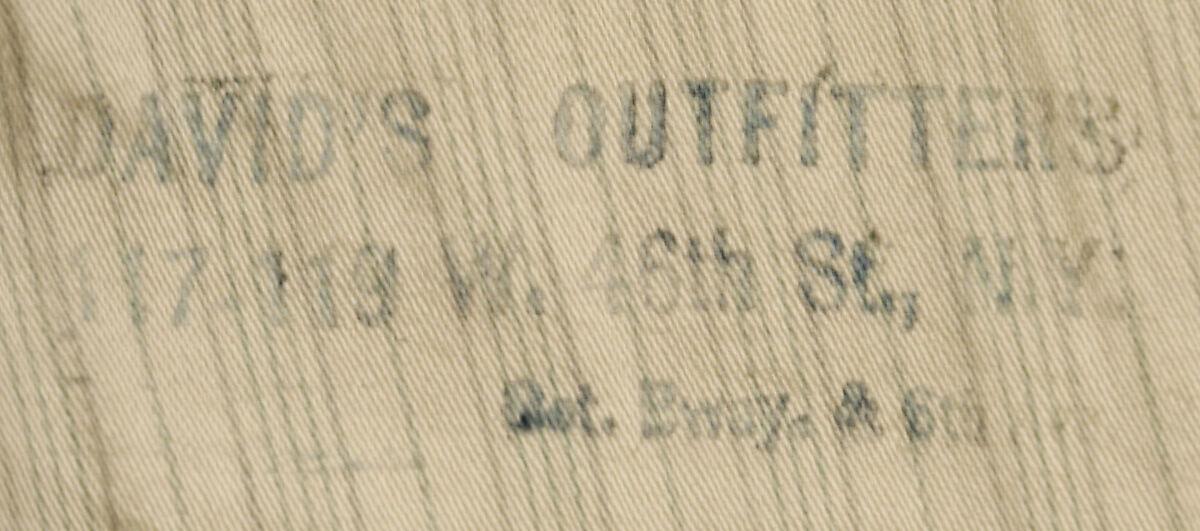 DAVID'S OUTFITTERS
117-119 W. 46th St., N.Y.
Bet. Bway. & 6th